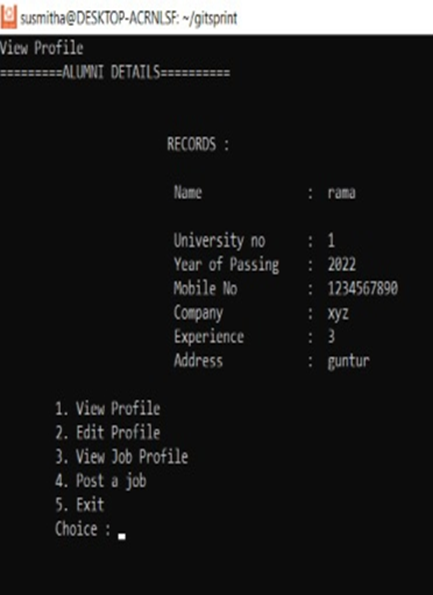 susmitha@DESKTOP-ACRNLSF: ~/gitsprint
View Profile
=========ALUMNI DETAILS==========
RECORDS :
Name : rama
University no : 1
Year of Passing : 2022
Mobile No : 1234567890
Company : xyz
Experience : 3
Address : guntur
1. View Profile
2. Edit Profile
3. View Job Profile
4. Post a job
5. Exit
Choice :